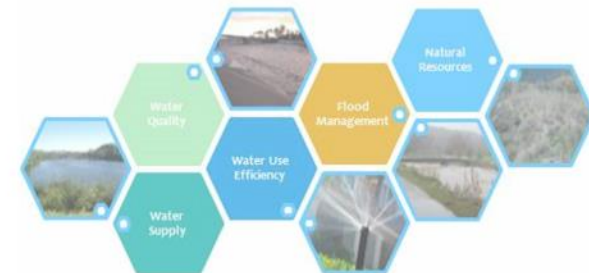 Natural
Resources
Water
Quality
Flood
Management
Water Use
Efficiency
Water
Supply